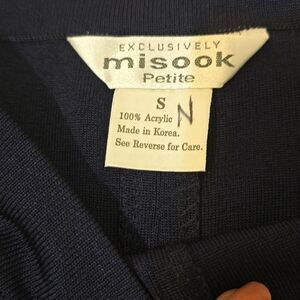 EXCLUSIVELY
misook
Petite
S N
100% Acrylic
Made in Korea.
See Reverse for Care.